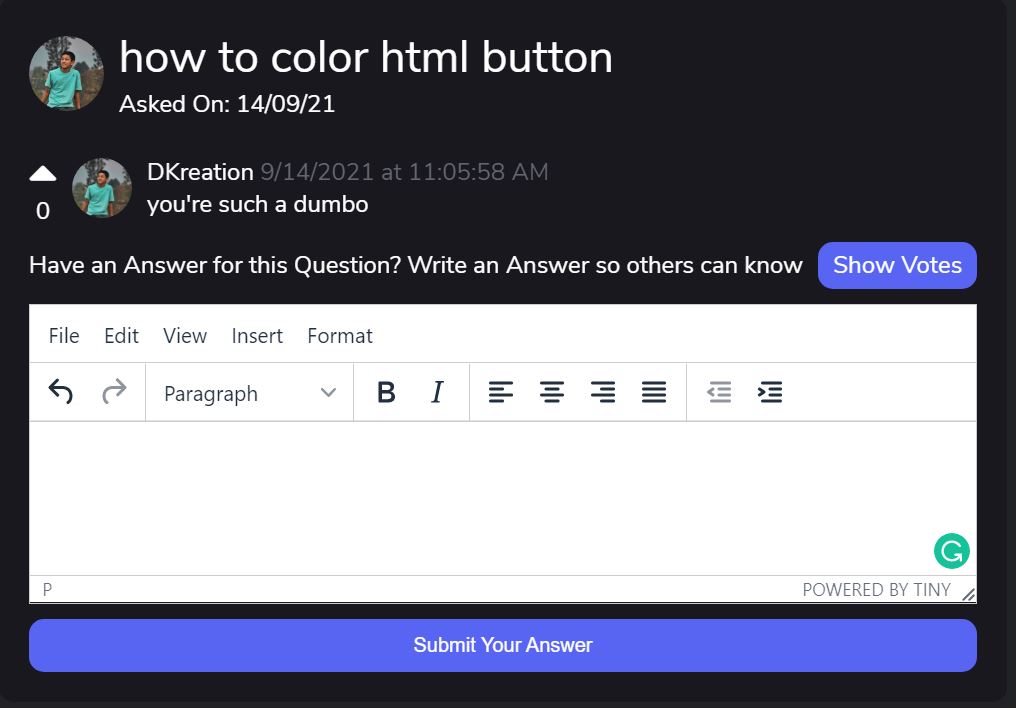 how to color html button
Asked On: 14/09/21
DKreation 9/14/2021 at 11:05:58 AM
0
you're such a dumbo
Have an Answer for this Question? Write an Answer so others can know
Show Votes
File Edit View Insert Format
Paragraph B I
G
P
POWERED BY TINY
Submit Your Answer